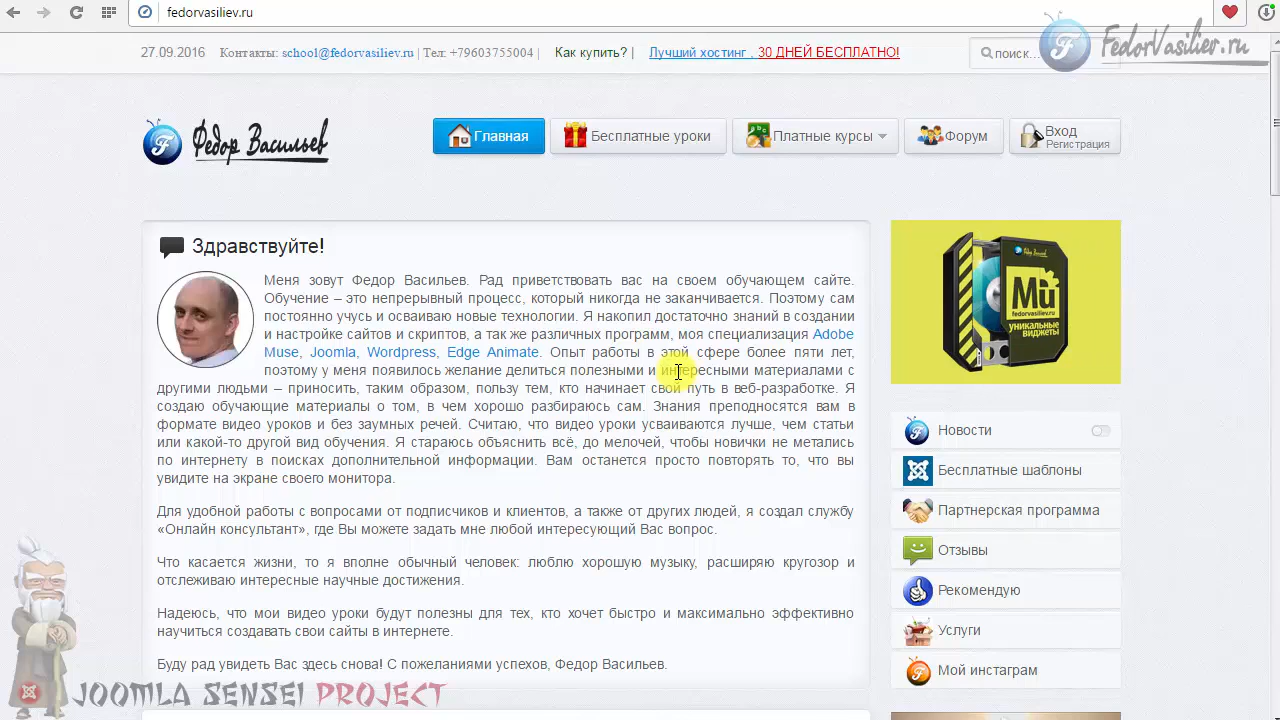 fedorvasiliev.ru
27.09.2016 Контакты: school@fedorvasiliev.ru | Тел: +79603755004 | Как купить? | Лучший хостинг , 30 ДНЕЙ БЕСПЛАТНО!
поиск...
FedorVasiliev.ru
Федор Васильев
Главная
Бесплатные уроки
Платные курсы
Форум
Вход
Регистрация
Здравствуйте!
Меня зовут Федор Васильев. Рад приветствовать вас на своем обучающем сайте.
Обучение – это непрерывный процесс, который никогда не заканчивается. Поэтому сам
постоянно учусь и осваиваю новые технологии. Я накопил достаточно знаний в создании
и настройке сайтов и скриптов, а так же различных программ, моя специализация Adobe
Muse, Joomla, Wordpress, Edge Animate. Опыт работы в этой сфере более пяти лет,
поэтому у меня появилось желание делиться полезными и интересными материалами с
другими людьми – приносить, таким образом, пользу тем, кто начинает свой путь в веб-разработке. Я
создаю обучающие материалы о том, в чем хорошо разбираюсь сам. Знания преподносятся вам в
формате видео уроков и без заумных речей. Считаю, что видео уроки усваиваются лучше, чем статьи
или какой-то другой вид обучения. Я стараюсь объяснить всё, до мелочей, чтобы новички не метались
по интернету в поисках дополнительной информации. Вам останется просто повторять то, что вы
увидите на экране своего монитора.
Для удобной работы с вопросами от подписчиков и клиентов, а также от других людей, я создал службу
«Онлайн-консультант», где Вы можете задать мне любой интересующий Вас вопрос.
Что касается жизни, то я вполне обычный человек: люблю хорошую музыку, расширяю кругозор и
отслеживаю интересные научные достижения.
Надеюсь, что мои видео уроки будут полезны для тех, кто хочет быстро и максимально эффективно
научиться создавать свои сайты в интернете.
Буду рад увидеть Вас здесь снова! С пожеланиями успехов, Федор Васильев.
Mu
fedorvasiliev.ru
уникальные
виджеты
Новости
Бесплатные шаблоны
Партнерская программа
Отзывы
Рекомендую
Услуги
Мой инстаграм
JOOMLA SENSEI PROJECT